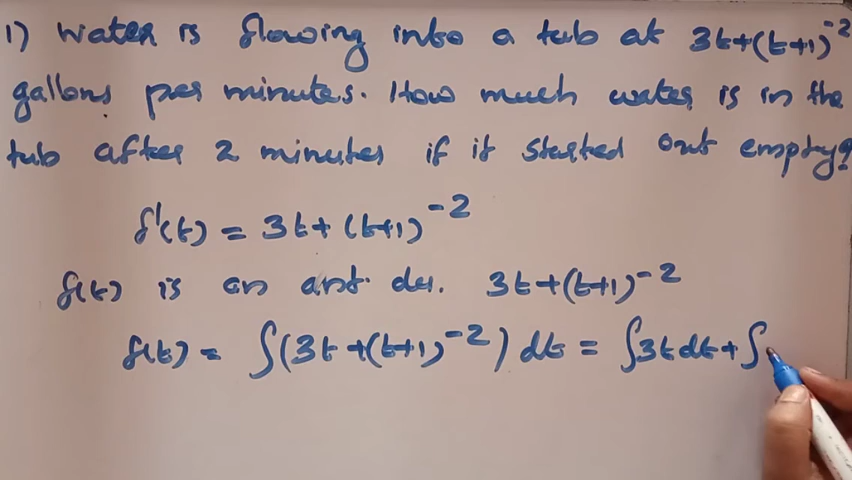 1) Water is flowing into a tub at 3t+(t+1)^-2
gallons per minutes. How much water is in the
tub after 2 minutes if it started out empty?
f'(t) = 3t+(t+1)^-2
f(t) is an ant. der. 3t+(t+1)^-2
f(t) = ∫(3t+(t+1)^-2) dt = ∫3t dt + ∫